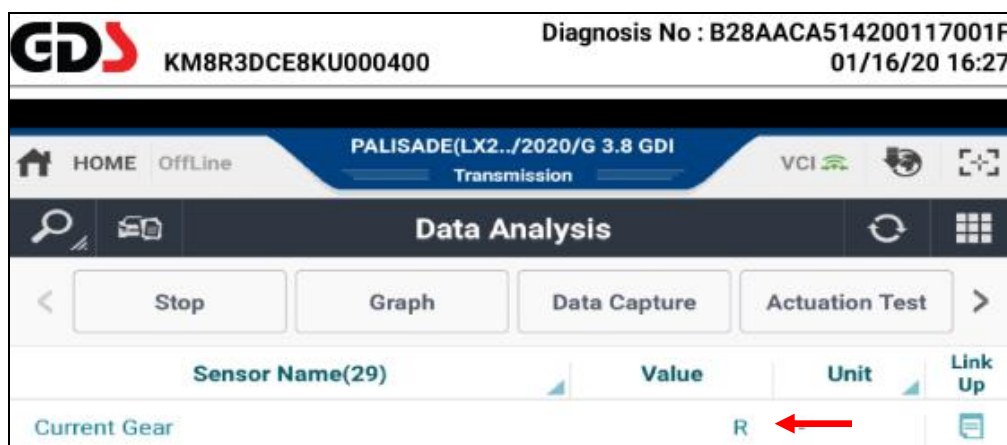 GDS
Diagnosis No : B28AACA514200117001F
KM8R3DCE8KU000400
01/16/20 16:27
HOME OffLine
PALISADE(LX2../2020/G 3.8 GDI
VCI
Transmission
Data Analysis
Stop Graph Data Capture Actuation Test
Sensor Name(29) Value Unit Link Up
Current Gear R -